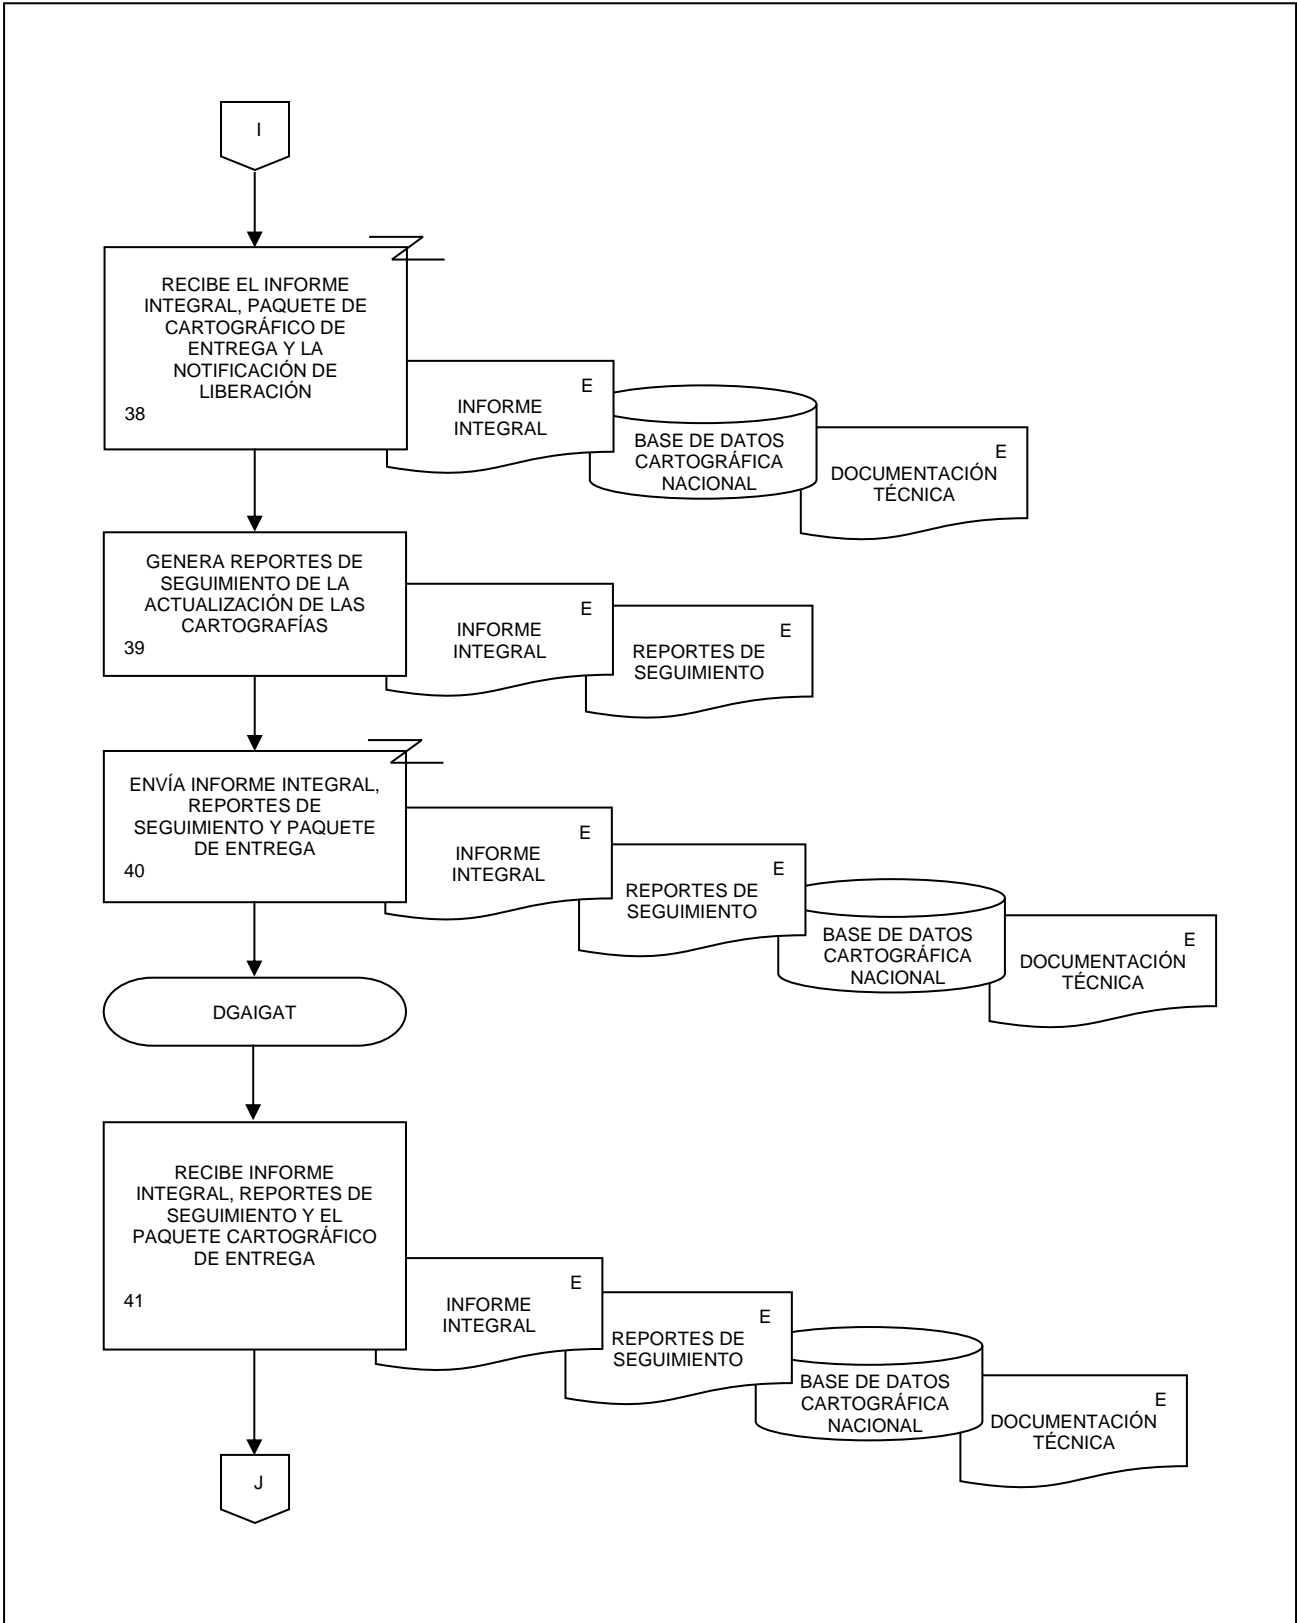 I
RECIBE EL INFORME
INTEGRAL, PAQUETE DE
CARTOGRÁFICO DE
ENTREGA Y LA
NOTIFICACIÓN DE
LIBERACIÓN
38
E
INFORME
INTEGRAL
BASE DE DATOS
CARTOGRÁFICA
NACIONAL
E
DOCUMENTACIÓN
TÉCNICA
GENERA REPORTES DE
SEGUIMIENTO DE LA
ACTUALIZACIÓN DE LAS
CARTOGRAFÍAS
39
E
INFORME
INTEGRAL
E
REPORTES DE
SEGUIMIENTO
ENVÍA INFORME INTEGRAL,
REPORTES DE
SEGUIMIENTO Y PAQUETE
DE ENTREGA
40
E
INFORME
INTEGRAL
E
REPORTES DE
SEGUIMIENTO
BASE DE DATOS
CARTOGRÁFICA
NACIONAL
E
DOCUMENTACIÓN
TÉCNICA
DGAIGAT
RECIBE INFORME
INTEGRAL, REPORTES DE
SEGUIMIENTO Y EL
PAQUETE CARTOGRÁFICO
DE ENTREGA
41
E
INFORME
INTEGRAL
E
REPORTES DE
SEGUIMIENTO
BASE DE DATOS
CARTOGRÁFICA
NACIONAL
E
DOCUMENTACIÓN
TÉCNICA
J